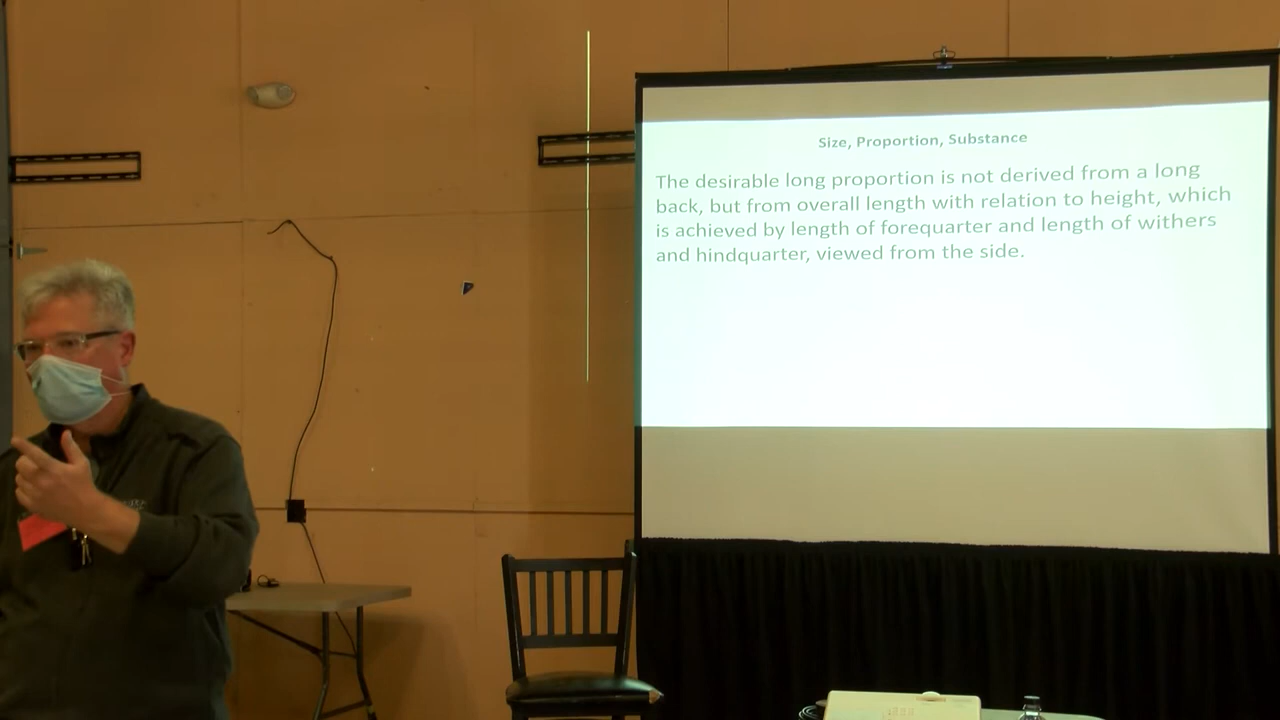 Size, Proportion, Substance
The desirable long proportion is not derived from a long
back, but from overall length with relation to height, which
is achieved by length of forequarter and length of withers
and hindquarter, viewed from the side.